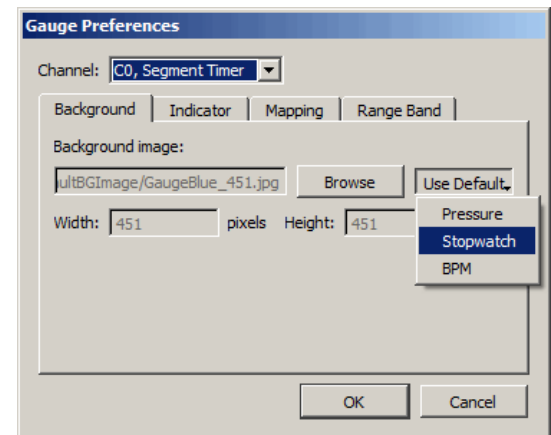 Gauge Preferences
Channel: C0, Segment Timer
Background Indicator Mapping Range Band
Background image:
ultBGImage/GaugeBlue_451.jpg Browse Use Default
Width: 451 pixels Height: 451
Pressure
Stopwatch
BPM
OK Cancel